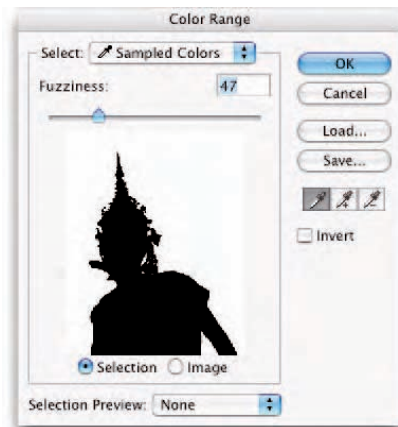 Color Range
Select: Sampled Colors
Fuzziness: 47
OK
Cancel
Load...
Save...
Invert
Selection Image
Selection Preview: None